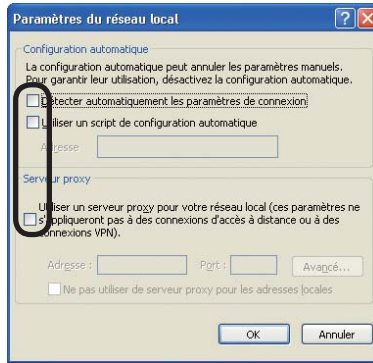 Paramètres du réseau local
Configuration automatique
La configuration automatique peut annuler les paramètres manuels.
Pour garantir leur utilisation, désactivez la configuration automatique.
Détecter automatiquement les paramètres de connexion
Utiliser un script de configuration automatique
Adresse
Serveur proxy
Utiliser un serveur proxy pour votre réseau local (ces paramètres ne
s'appliqueront pas à des connexions d'accès à distance ou à des
connexions VPN).
Adresse : Port : Avancé...
Ne pas utiliser de serveur proxy pour les adresses locales
OK Annuler